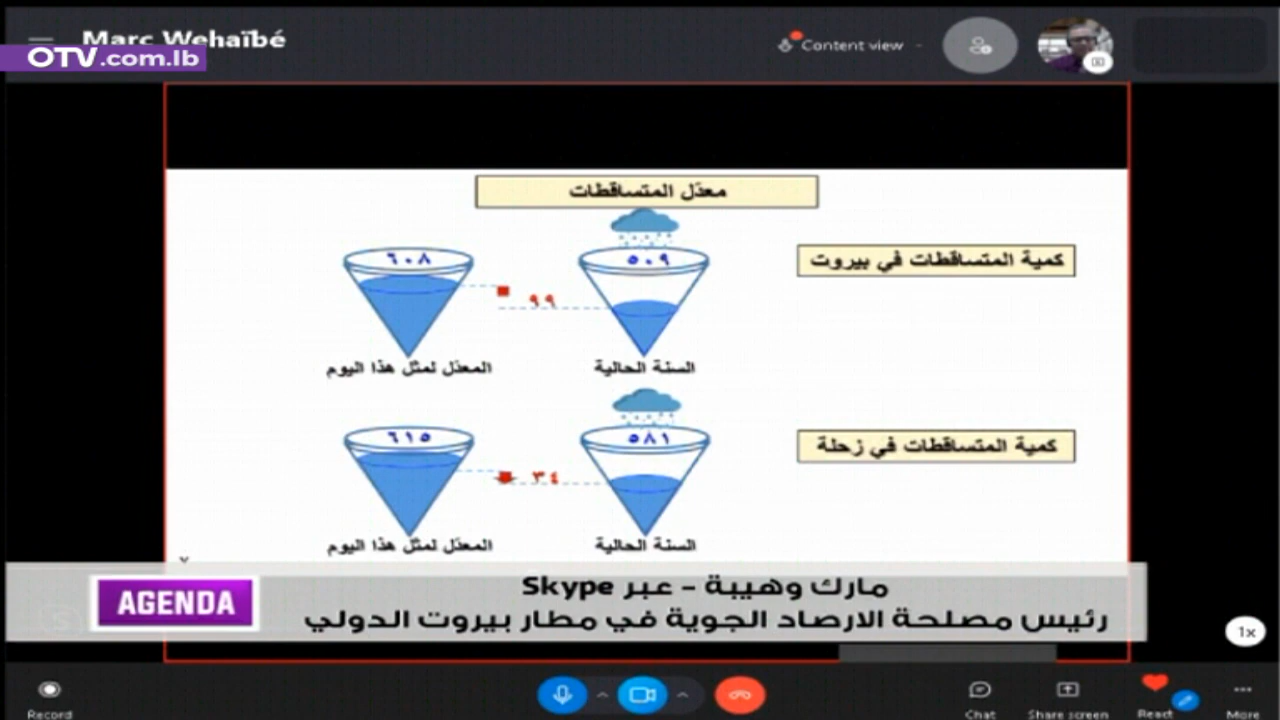 Marc Wehaïbé
OTV.com.lb
Content view
معدّل المتساقطات
كمية المتساقطات في بيروت
٥٠٩
٦٠٨
٩٩
السنة الحالية
المعدّل لمثل هذا اليوم
كمية المتساقطات في زحلة
٥٨١
٦١٥
٣٤
السنة الحالية
المعدّل لمثل هذا اليوم
مارك وهيبة - عبر Skype
AGENDA
رئيس مصلحة الارصاد الجوية في مطار بيروت الدولي
1x
Record
Chat
Share screen
React
More